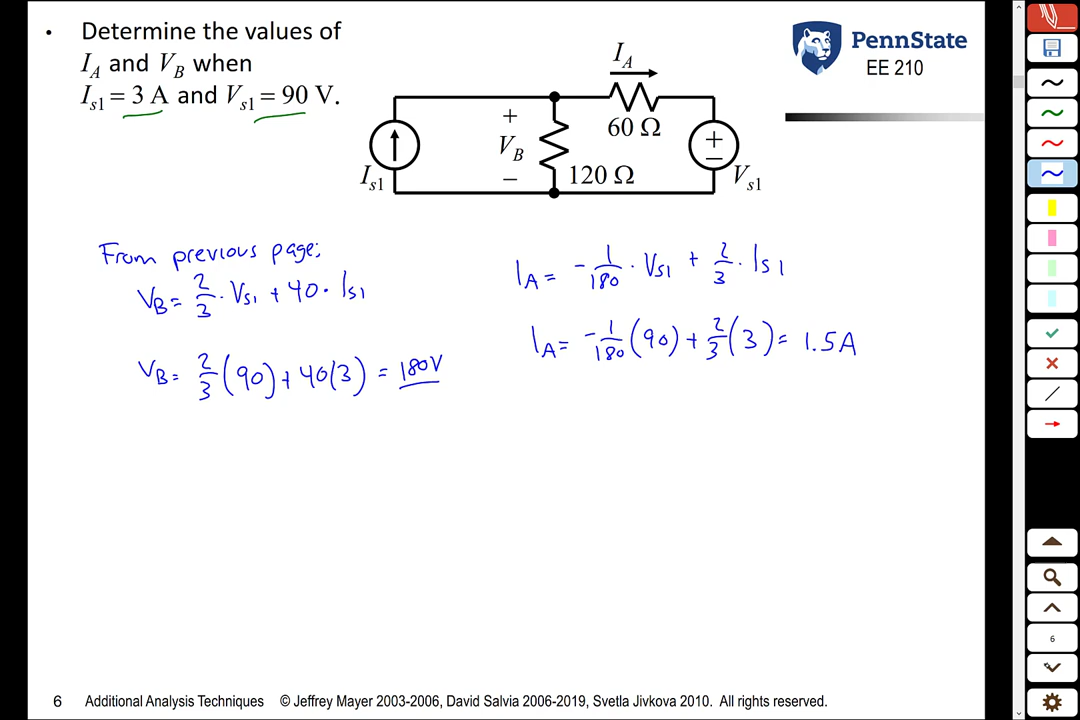 • Determine the values of
I_A and V_B when
I_s1 = 3 A and V_s1 = 90 V.
PennState
EE 210
I_A
60 Ω
+
V_B
−
120 Ω
I_s1
+
−
V_s1
From previous page:
V_B = 2/3 · V_S1 + 40 · I_S1
V_B = 2/3 (90) + 40(3) = 180V
I_A = -1/180 · V_S1 + 2/3 · I_S1
I_A = -1/180 (90) + 2/3 (3) = 1.5A
6
6 Additional Analysis Techniques © Jeffrey Mayer 2003-2006, David Salvia 2006-2019, Svetla Jivkova 2010. All rights reserved.